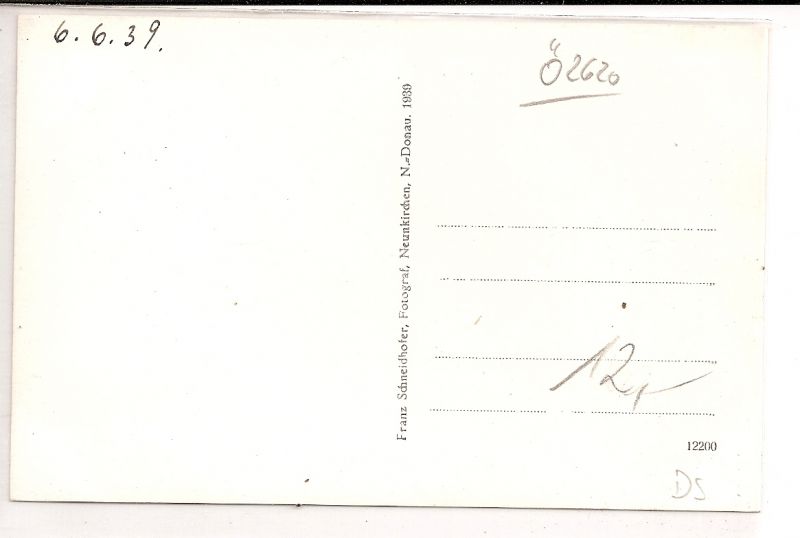 6. 6. 39.
Ö2620
Franz Schneidhofer, Fotograf, Neunkirchen, N.-Donau. 1939
12200
DS